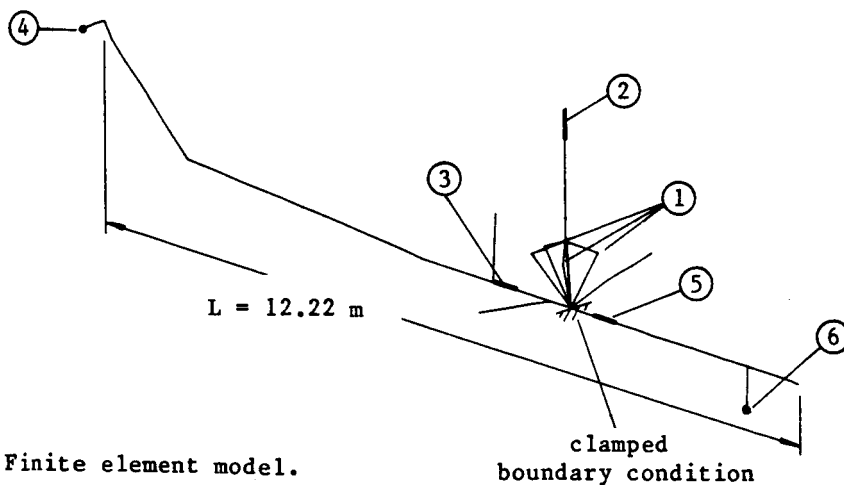 4
2
3
1
5
L = 12.22 m
6
clamped
boundary condition
Finite element model.